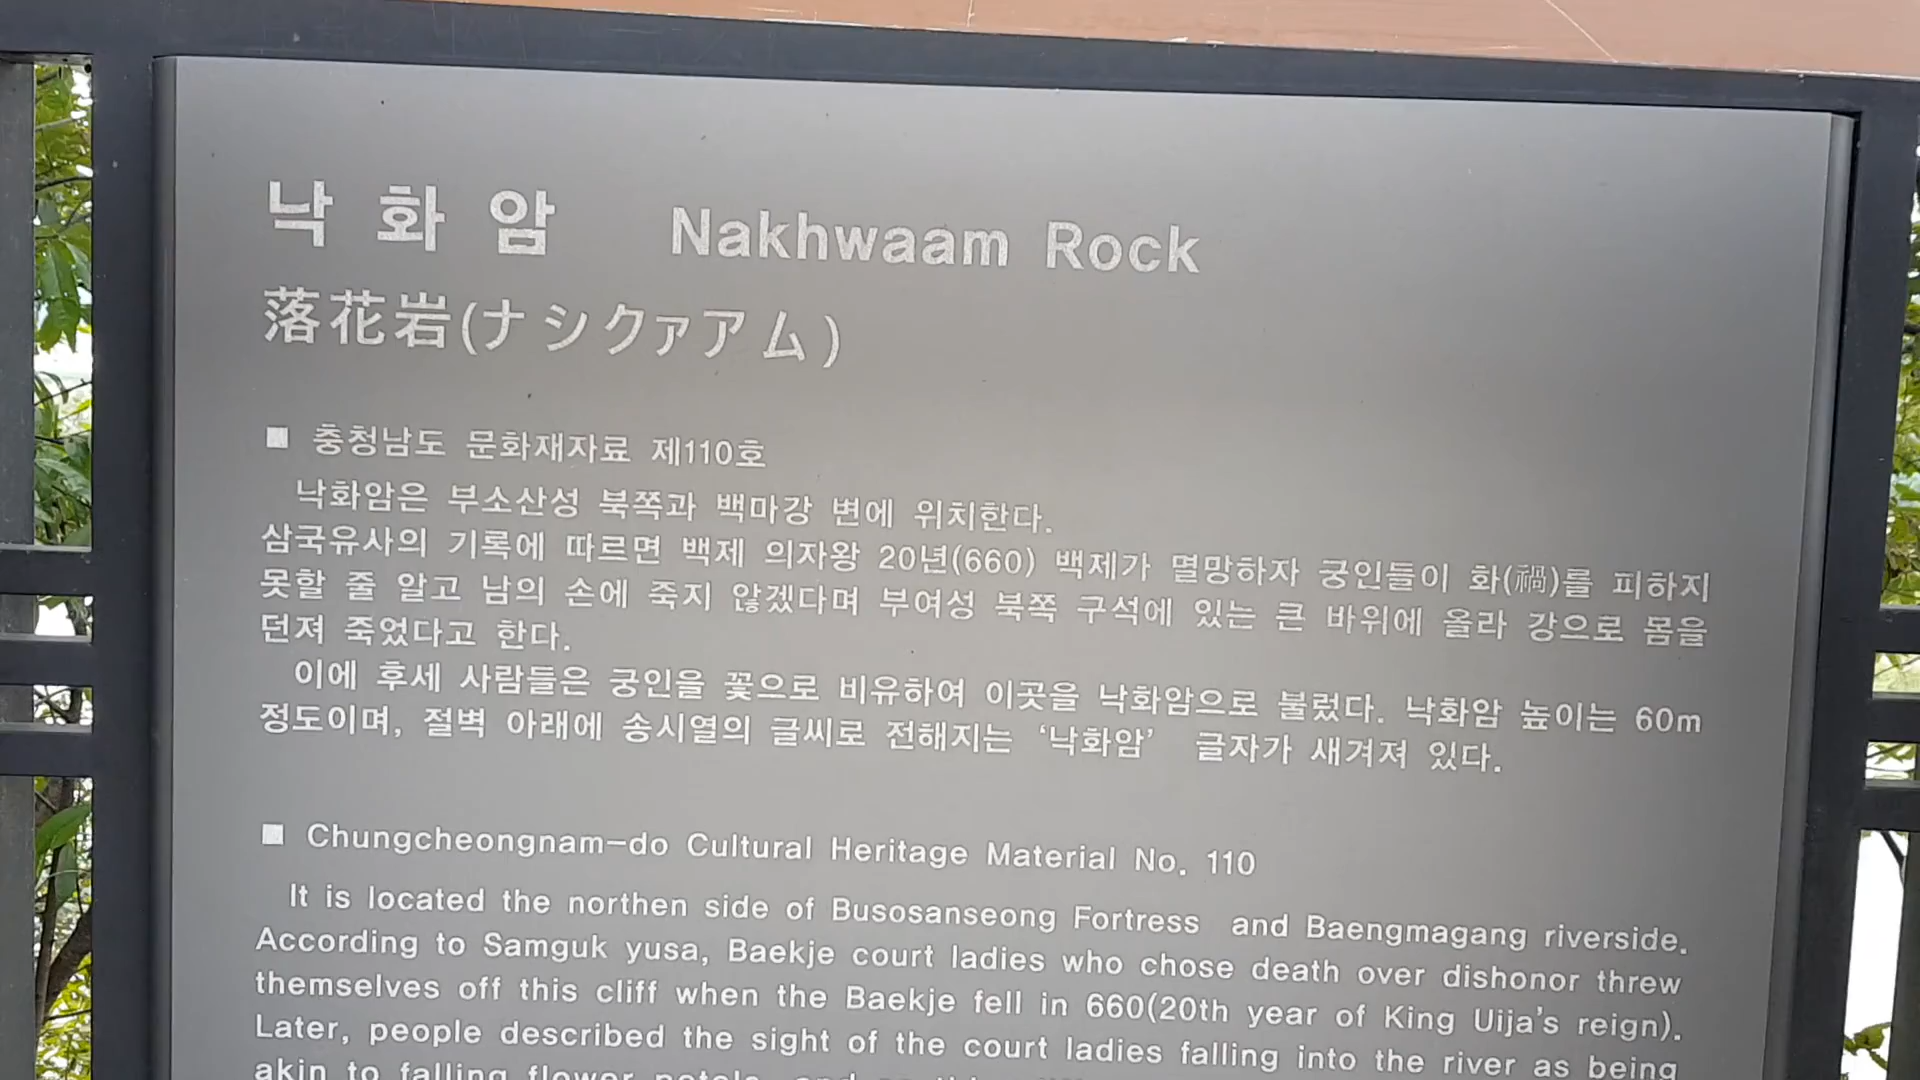 낙화암 Nakhwaam Rock
落花岩(ナシクァアム)
■ 충청남도 문화재자료 제110호
낙화암은 부소산성 북쪽과 백마강 변에 위치한다.
삼국유사의 기록에 따르면 백제 의자왕 20년(660) 백제가 멸망하자 궁인들이 화(禍)를 피하지
못할 줄 알고 남의 손에 죽지 않겠다며 부여성 북쪽 구석에 있는 큰 바위에 올라 강으로 몸을
던져 죽었다고 한다.
이에 후세 사람들은 궁인을 꽃으로 비유하여 이곳을 낙화암으로 불렀다. 낙화암 높이는 60m
정도이며, 절벽 아래에 송시열의 글씨로 전해지는 ‘낙화암’ 글자가 새겨져 있다.
■ Chungcheongnam-do Cultural Heritage Material No. 110
It is located the northen side of Busosanseong Fortress and Baengmagang riverside.
According to Samguk yusa, Baekje court ladies who chose death over dishonor threw
themselves off this cliff when the Baekje fell in 660(20th year of King Uija's reign).
Later, people described the sight of the court ladies falling into the river as being
akin to falling flower petals, and